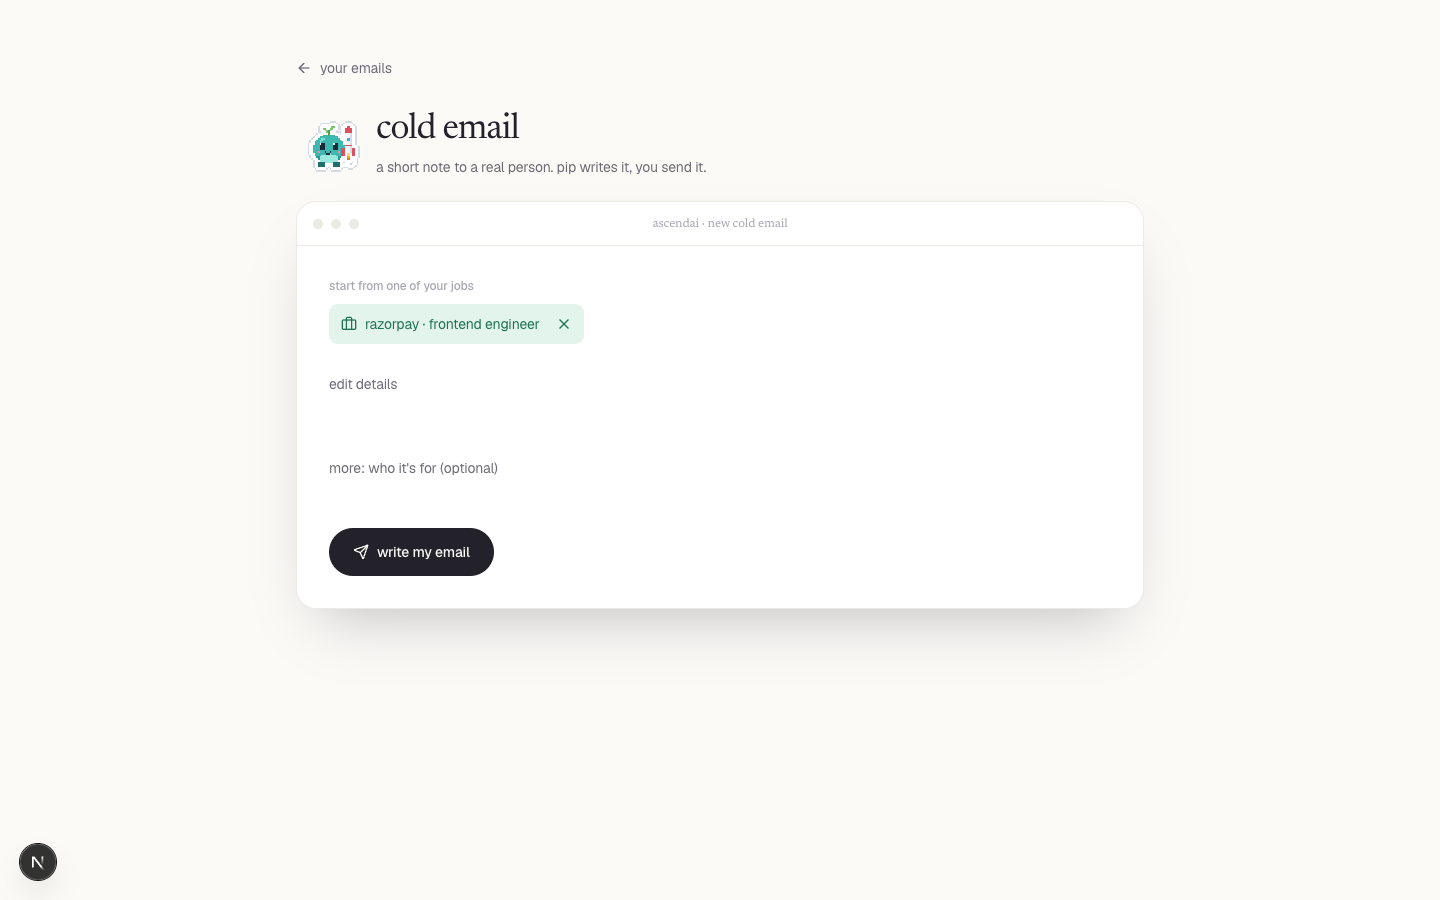 your emails
cold email
a short note to a real person. pip writes it, you send it.
ascendai · new cold email
start from one of your jobs
razorpay · frontend engineer
edit details
more: who it's for (optional)
write my email
N